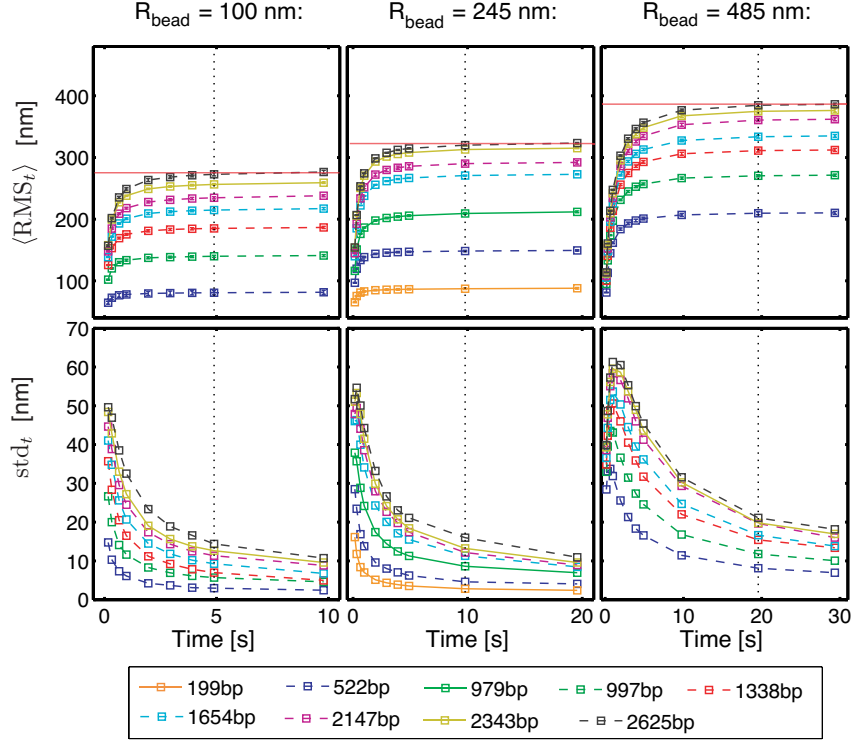 R_bead = 100 nm: R_bead = 245 nm: R_bead = 485 nm:
⟨RMS_t⟩ [nm]
400
300
200
100
std_t [nm]
70
60
50
40
30
20
10
0
0 5 10 0 10 20 0 10 20 30
Time [s] Time [s] Time [s]
199bp 522bp 979bp 997bp 1338bp
1654bp 2147bp 2343bp 2625bp